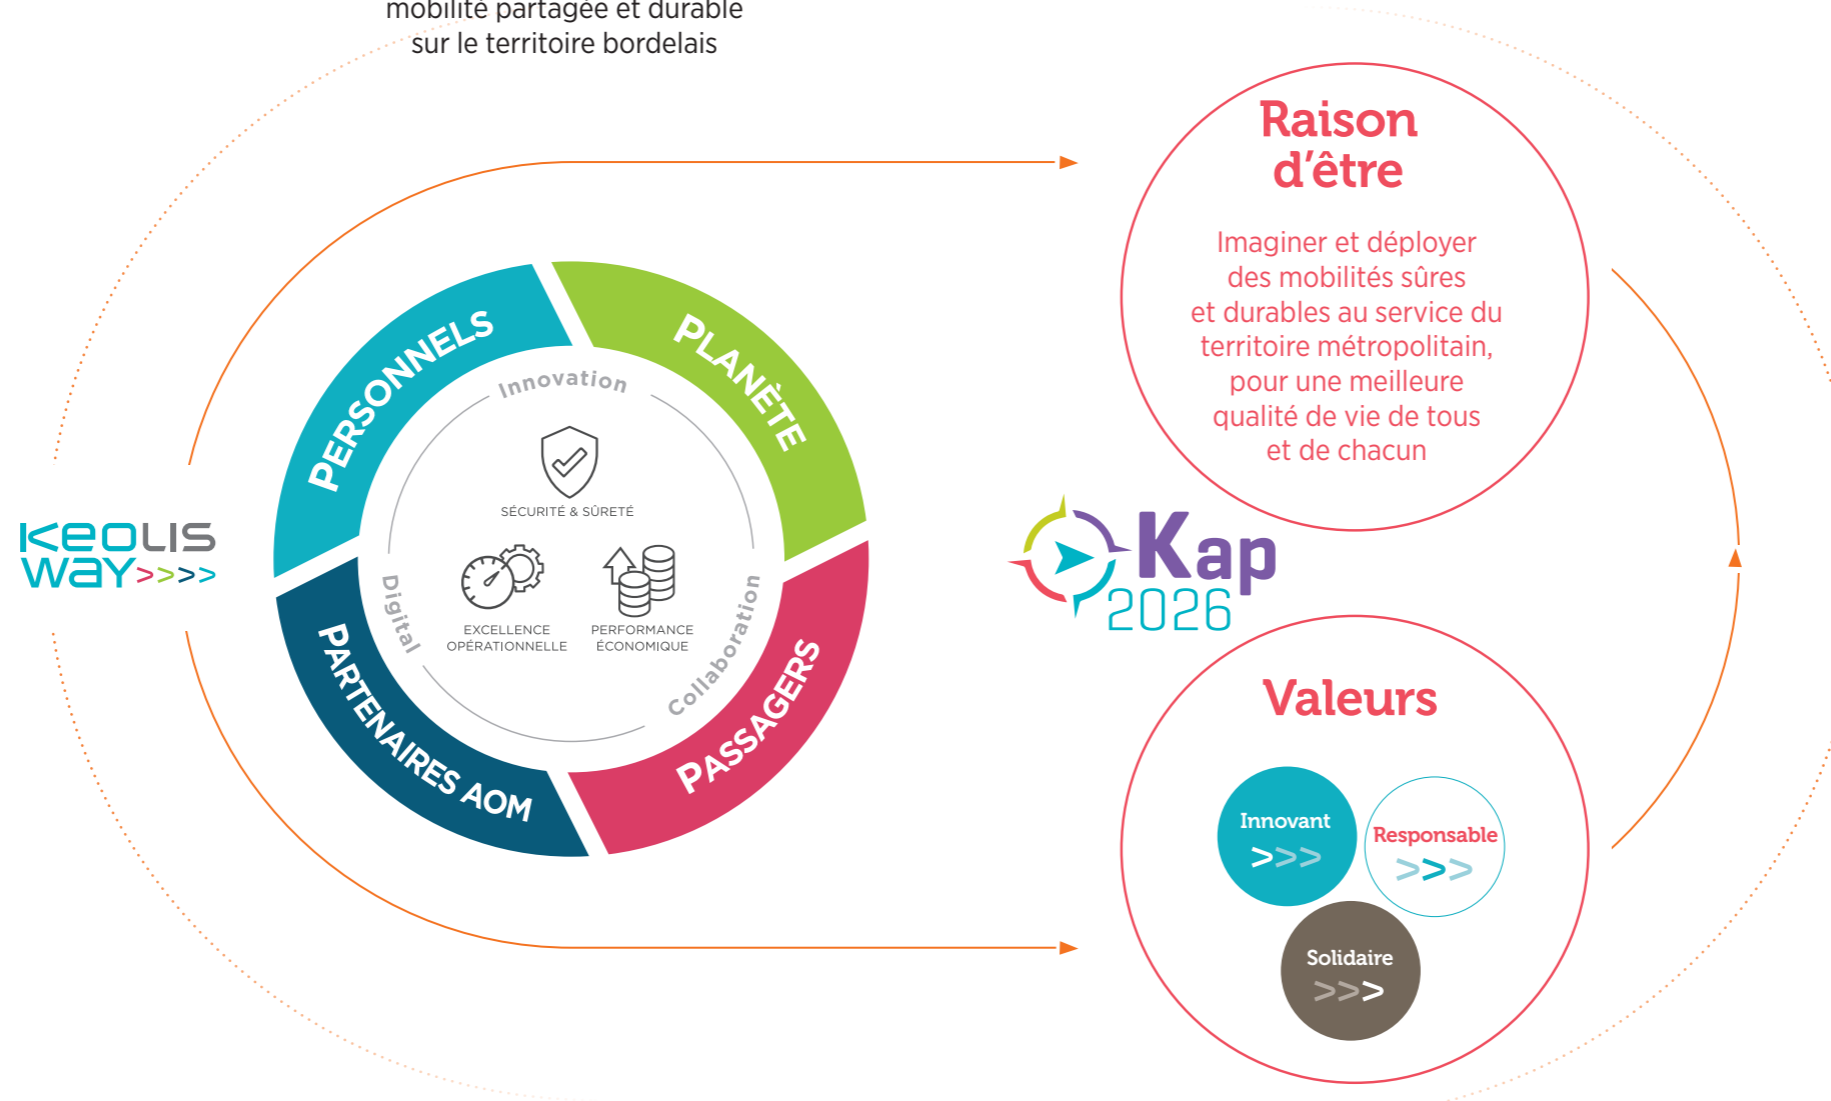 mobilité partagée et durable
sur le territoire bordelais
Raison
d'être
Imaginer et déployer
des mobilités sûres
et durables au service du
territoire métropolitain,
pour une meilleure
qualité de vie de tous
et de chacun
PERSONNELS
PLANÈTE
PARTENAIRES AOM
PASSAGERS
Innovation
Digital
Collaboration
SÉCURITÉ & SÛRETÉ
EXCELLENCE
OPÉRATIONNELLE
PERFORMANCE
ÉCONOMIQUE
KEOLIS
WAY>>>>
Kap
2026
Valeurs
Innovant
>>>
Responsable
>>>
Solidaire
>>>